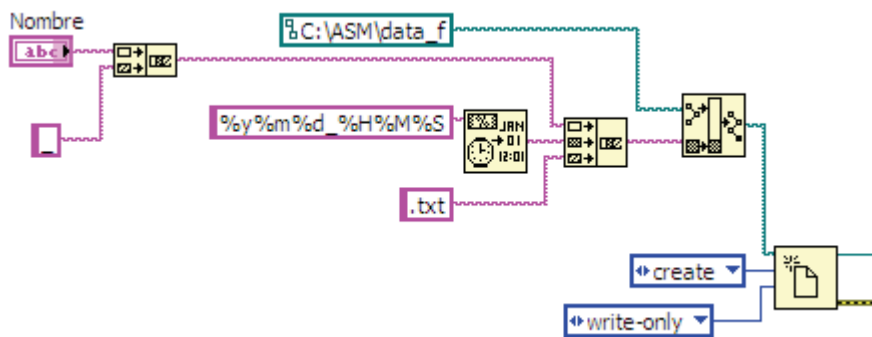 Nombre
abc
C:\ASM\data_f
_
%y%m%d_%H%M%S
JAN
01
12:01
.txt
create
write-only